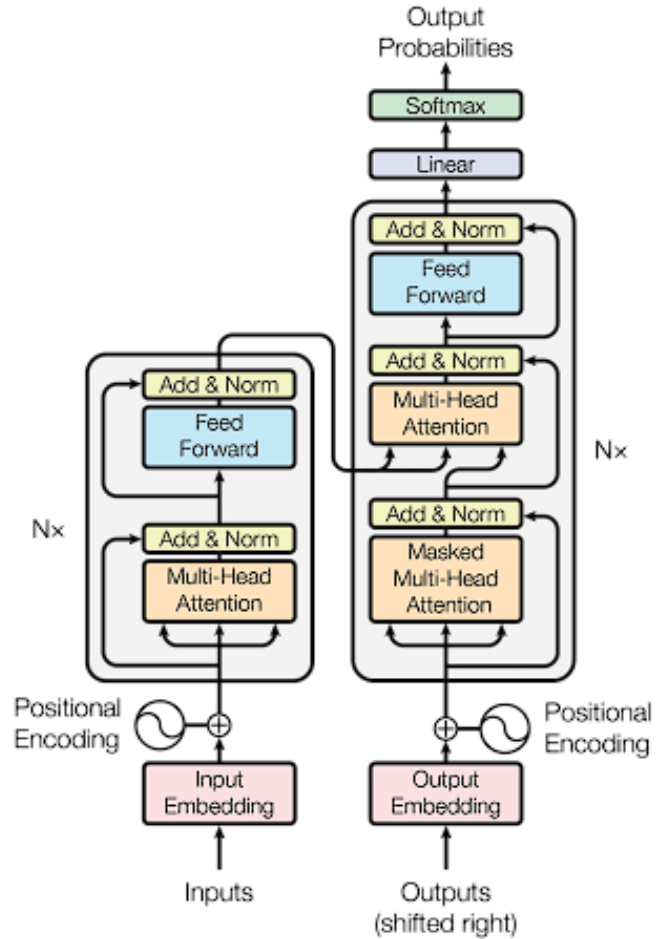 Output
Probabilities
Softmax
Linear
Add & Norm
Feed
Forward
Add & Norm
Multi-Head
Attention
Add & Norm
Masked
Multi-Head
Attention
Nx
Add & Norm
Feed
Forward
Add & Norm
Multi-Head
Attention
Nx
Positional
Encoding
Input
Embedding
Inputs
Positional
Encoding
Output
Embedding
Outputs
(shifted right)